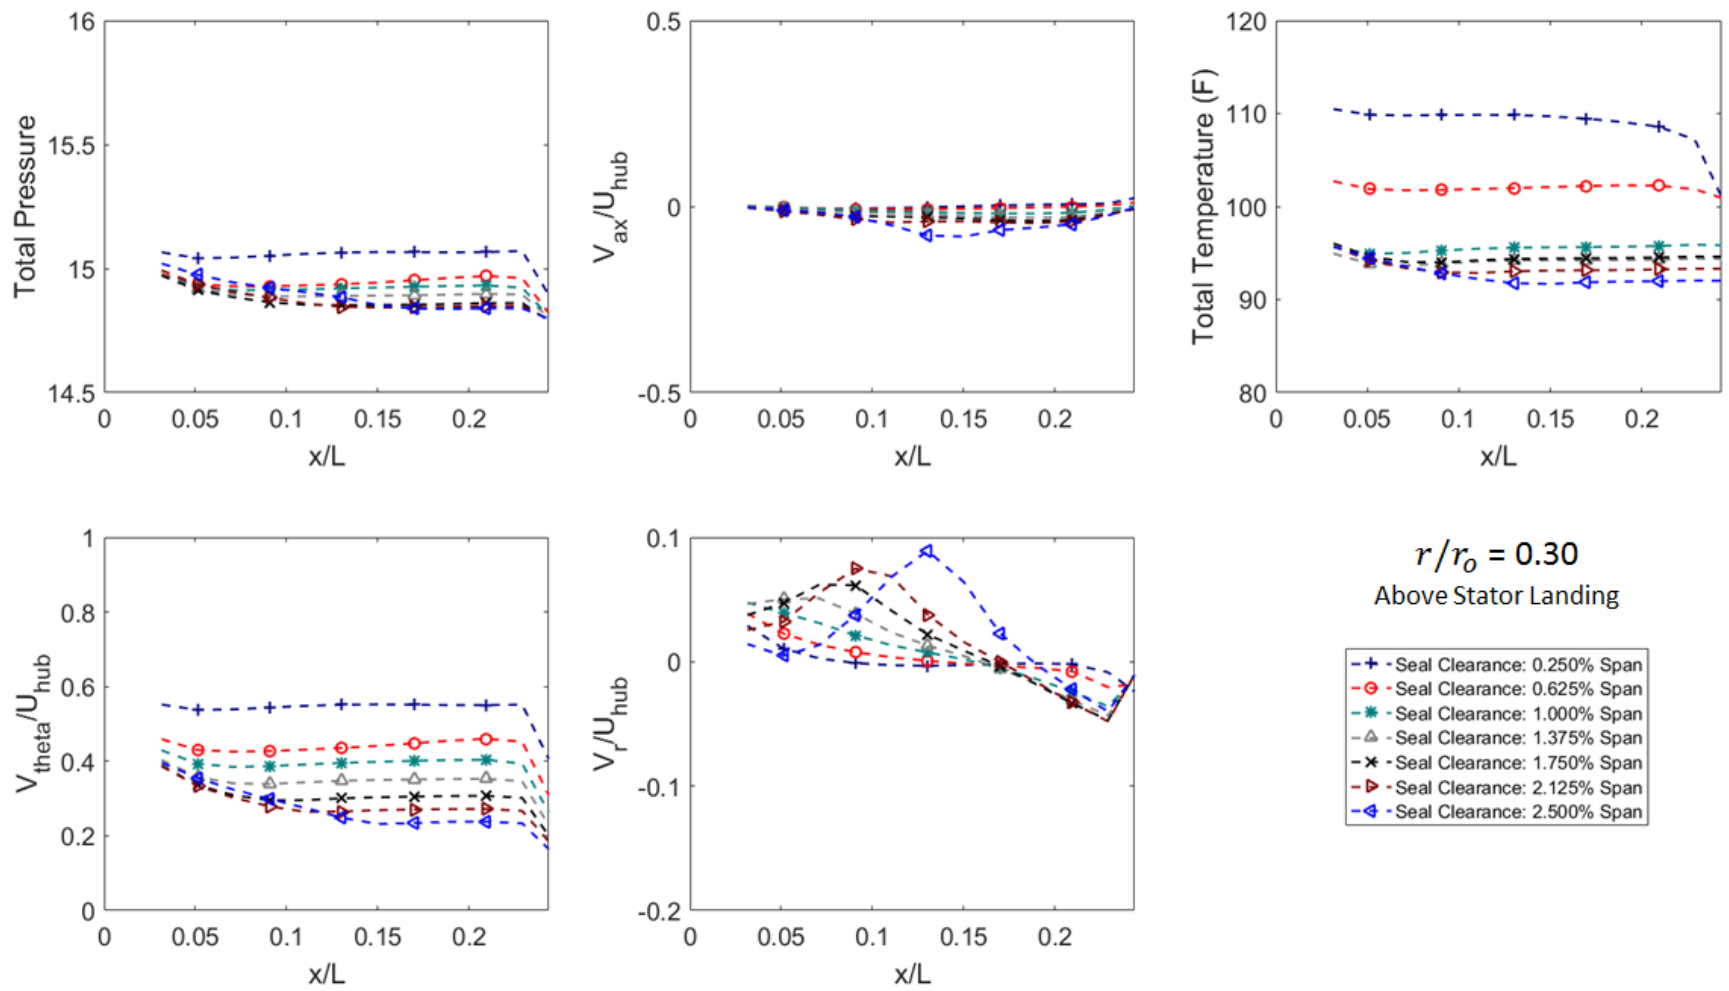 Total Pressure
16
15.5
15
14.5
0
0.05
0.1
0.15
0.2
x/L
V_ax/U_hub
0.5
0
-0.5
0
0.05
0.1
0.15
0.2
x/L
Total Temperature (F)
120
110
100
90
80
0
0.05
0.1
0.15
0.2
x/L
V_theta/U_hub
1
0.8
0.6
0.4
0.2
0
0
0.05
0.1
0.15
0.2
x/L
V_r/U_hub
0.1
0
-0.1
-0.2
0
0.05
0.1
0.15
0.2
x/L
r/r_o = 0.30
Above Stator Landing
Seal Clearance: 0.250% Span
Seal Clearance: 0.625% Span
Seal Clearance: 1.000% Span
Seal Clearance: 1.375% Span
Seal Clearance: 1.750% Span
Seal Clearance: 2.125% Span
Seal Clearance: 2.500% Span